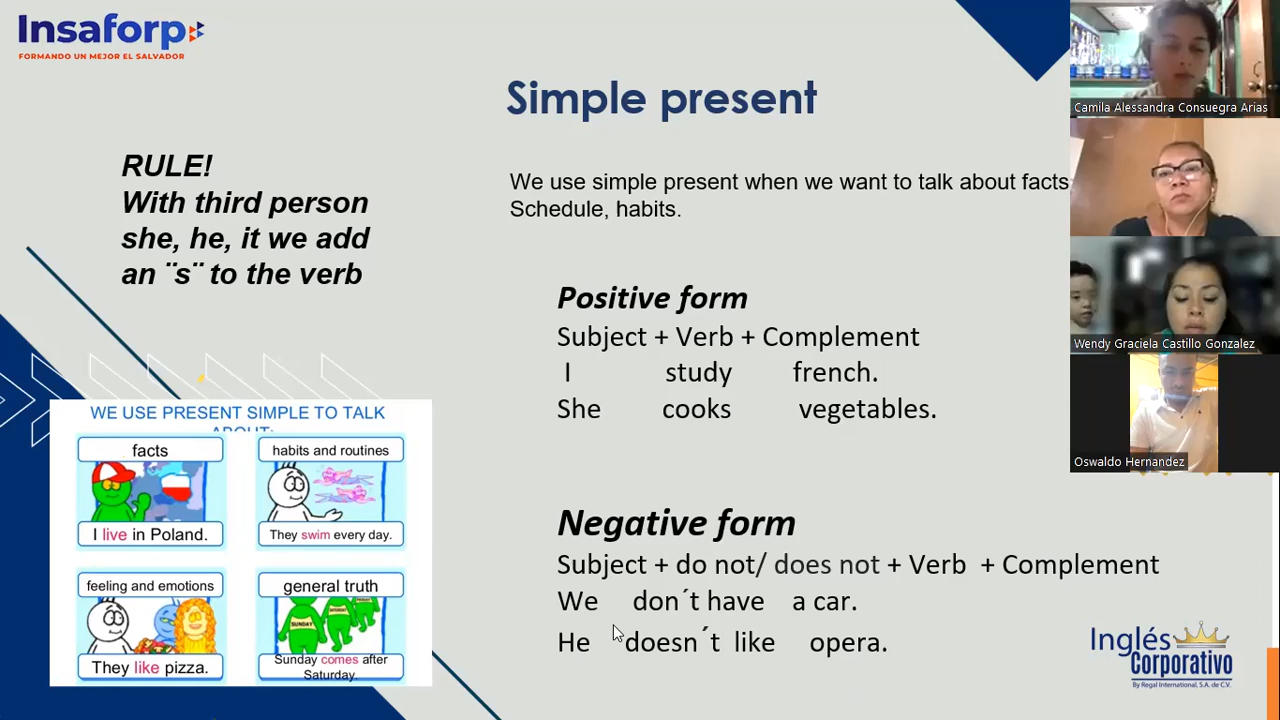 Insaforp
FORMANDO UN MEJOR EL SALVADOR
Simple present
RULE!
With third person
she, he, it we add
an ¨s¨ to the verb
We use simple present when we want to talk about facts
Schedule, habits.
Positive form
Subject + Verb + Complement
I study french.
She cooks vegetables.
Negative form
Subject + do not/ does not + Verb + Complement
We don´t have a car.
He doesn´t like opera.
WE USE PRESENT SIMPLE TO TALK
ABOUT:
facts
I live in Poland.
habits and routines
They swim every day.
feeling and emotions
They like pizza.
general truth
SUNDAY
Sunday comes after
Saturday.
Camila Alessandra Consuegra Arias
Wendy Graciela Castillo Gonzalez
Oswaldo Hernandez
Inglés
Corporativo
By Regal International, S.A. de C.V.